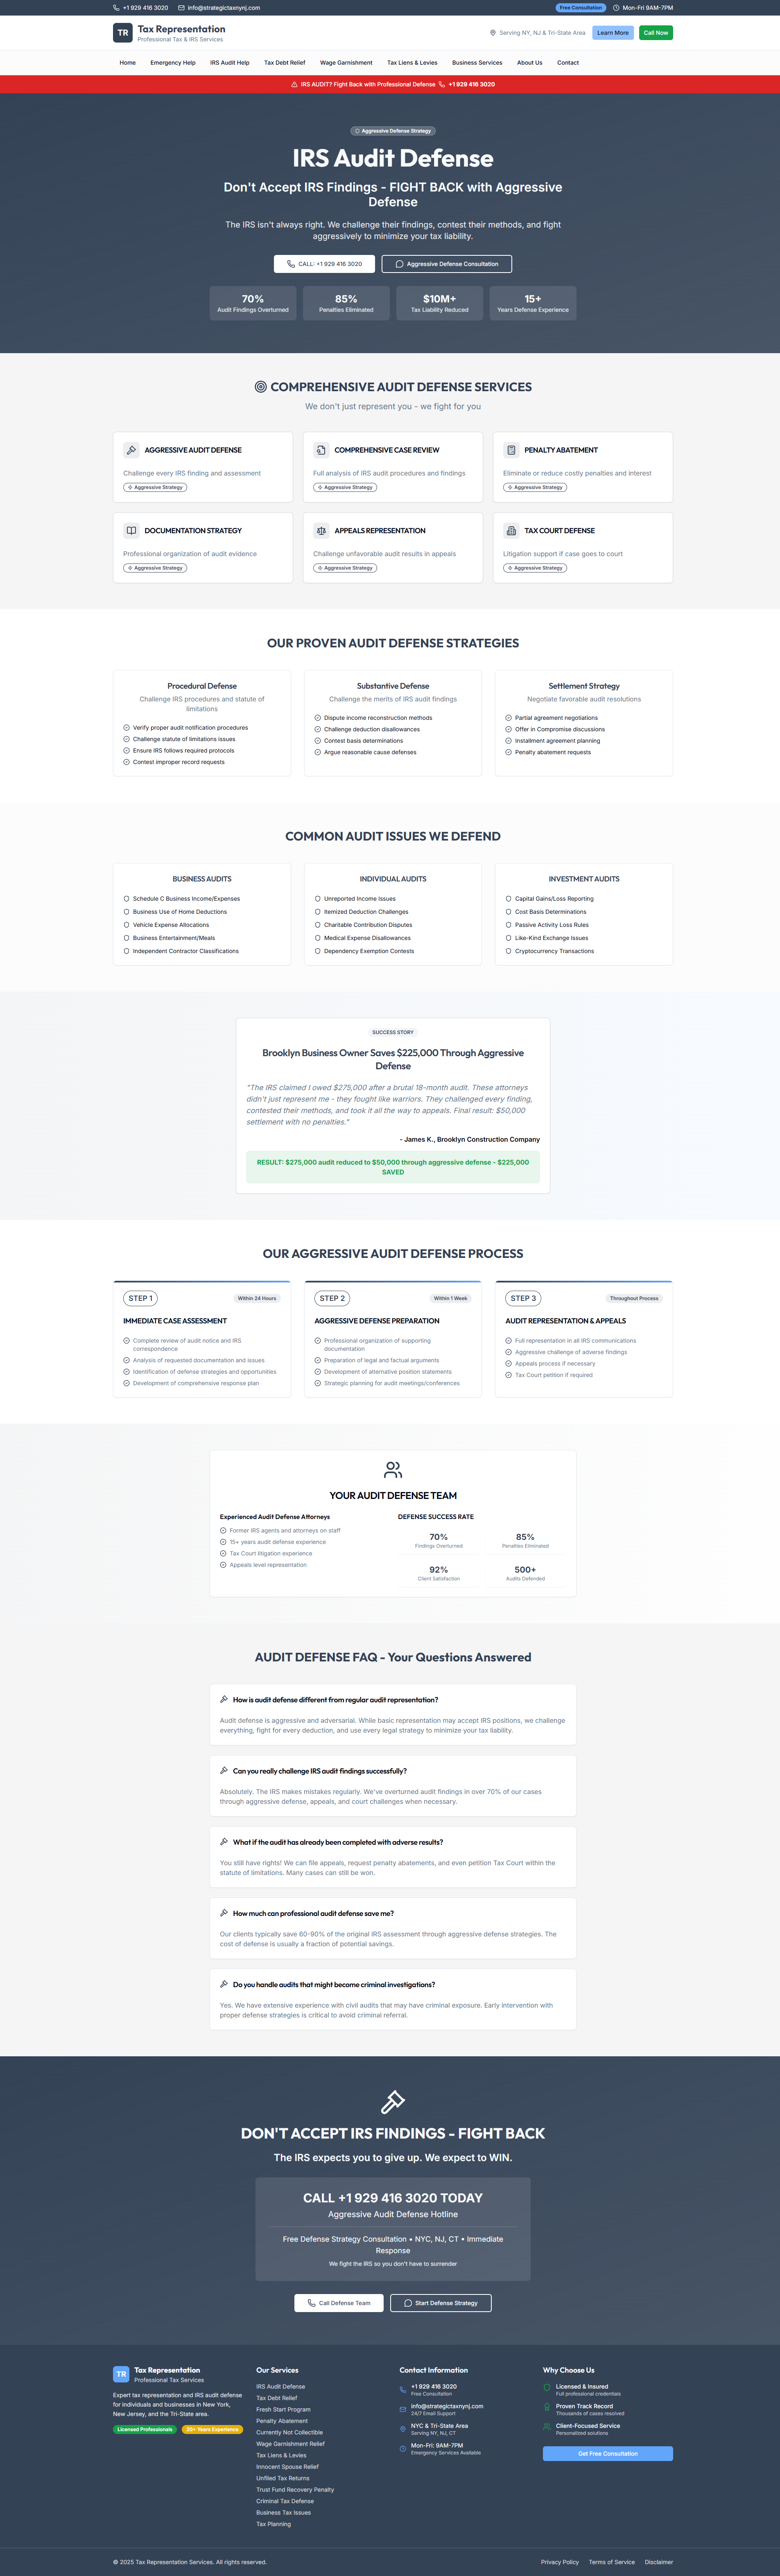 +1 929 416 3020 info@strategictaxnynj.com Free Consultation Mon-Fri 9AM-7PM
TR Tax Representation
Professional Tax & IRS Services
Serving NY, NJ & Tri-State Area Learn More Call Now
Home Emergency Help IRS Audit Help Tax Debt Relief Wage Garnishment Tax Liens & Levies Business Services About Us Contact
IRS AUDIT? Fight Back with Professional Defense +1 929 416 3020
Aggressive Defense Strategy
IRS Audit Defense
Don't Accept IRS Findings - FIGHT BACK with Aggressive
Defense
The IRS isn't always right. We challenge their findings, contest their methods, and fight
aggressively to minimize your tax liability.
CALL: +1 929 416 3020 Aggressive Defense Consultation
70% 85% $10M+ 15+
Audit Findings Overturned Penalties Eliminated Tax Liability Reduced Years Defense Experience
COMPREHENSIVE AUDIT DEFENSE SERVICES
We don't just represent you - we fight for you
AGGRESSIVE AUDIT DEFENSE
Challenge every IRS finding and assessment
Aggressive Strategy
COMPREHENSIVE CASE REVIEW
Full analysis of IRS audit procedures and findings
Aggressive Strategy
PENALTY ABATEMENT
Eliminate or reduce costly penalties and interest
Aggressive Strategy
DOCUMENTATION STRATEGY
Professional organization of audit evidence
Aggressive Strategy
APPEALS REPRESENTATION
Challenge unfavorable audit results in appeals
Aggressive Strategy
TAX COURT DEFENSE
Litigation support if case goes to court
Aggressive Strategy
OUR PROVEN AUDIT DEFENSE STRATEGIES
Procedural Defense
Challenge IRS procedures and statute of
limitations
Verify proper audit notification procedures
Challenge statute of limitations issues
Ensure IRS follows required protocols
Contest improper record requests
Substantive Defense
Challenge the merits of IRS audit findings
Dispute income reconstruction methods
Challenge deduction disallowances
Contest basis determinations
Argue reasonable cause defenses
Settlement Strategy
Negotiate favorable audit resolutions
Partial agreement negotiations
Offer in Compromise discussions
Installment agreement planning
Penalty abatement requests
COMMON AUDIT ISSUES WE DEFEND
BUSINESS AUDITS
Schedule C Business Income/Expenses
Business Use of Home Deductions
Vehicle Expense Allocations
Business Entertainment/Meals
Independent Contractor Classifications
INDIVIDUAL AUDITS
Unreported Income Issues
Itemized Deduction Challenges
Charitable Contribution Disputes
Medical Expense Disallowances
Dependency Exemption Contests
INVESTMENT AUDITS
Capital Gains/Loss Reporting
Cost Basis Determinations
Passive Activity Loss Rules
Like-Kind Exchange Issues
Cryptocurrency Transactions
SUCCESS STORY
Brooklyn Business Owner Saves $225,000 Through Aggressive
Defense
"The IRS claimed I owed $275,000 after a brutal 18-month audit. These attorneys
didn't just represent me - they fought like warriors. They challenged every finding,
contested their methods, and took it all the way to appeals. Final result: $50,000
settlement with no penalties."
- James K., Brooklyn Construction Company
RESULT: $275,000 audit reduced to $50,000 through aggressive defense - $225,000
SAVED
OUR AGGRESSIVE AUDIT DEFENSE PROCESS
STEP 1 Within 24 Hours
IMMEDIATE CASE ASSESSMENT
Complete review of audit notice and IRS
correspondence
Analysis of requested documentation and issues
Identification of defense strategies and opportunities
Development of comprehensive response plan
STEP 2 Within 1 Week
AGGRESSIVE DEFENSE PREPARATION
Professional organization of supporting
documentation
Preparation of legal and factual arguments
Development of alternative position statements
Strategic planning for audit meetings/conferences
STEP 3 Throughout Process
AUDIT REPRESENTATION & APPEALS
Full representation in all IRS communications
Aggressive challenge of adverse findings
Appeals process if necessary
Tax Court petition if required
YOUR AUDIT DEFENSE TEAM
Experienced Audit Defense Attorneys
Former IRS agents and attorneys on staff
15+ years audit defense experience
Tax Court litigation experience
Appeals level representation
DEFENSE SUCCESS RATE
70% 85%
Findings Overturned Penalties Eliminated
92% 500+
Client Satisfaction Audits Defended
AUDIT DEFENSE FAQ - Your Questions Answered
How is audit defense different from regular audit representation?
Audit defense is aggressive and adversarial. While basic representation may accept IRS positions, we challenge
everything, fight for every deduction, and use every legal strategy to minimize your tax liability.
Can you really challenge IRS audit findings successfully?
Absolutely. The IRS makes mistakes regularly. We've overturned audit findings in over 70% of our cases
through aggressive defense, appeals, and court challenges when necessary.
What if the audit has already been completed with adverse results?
You still have rights! We can file appeals, request penalty abatements, and even petition Tax Court within the
statute of limitations. Many cases can still be won.
How much can professional audit defense save me?
Our clients typically save 60-90% of the original IRS assessment through aggressive defense strategies. The
cost of defense is usually a fraction of potential savings.
Do you handle audits that might become criminal investigations?
Yes. We have extensive experience with civil audits that may have criminal exposure. Early intervention with
proper defense strategies is critical to avoid criminal referral.
DON'T ACCEPT IRS FINDINGS - FIGHT BACK
The IRS expects you to give up. We expect to WIN.
CALL +1 929 416 3020 TODAY
Aggressive Audit Defense Hotline
Free Defense Strategy Consultation • NYC, NJ, CT • Immediate
Response
We fight the IRS so you don't have to surrender
Call Defense Team Start Defense Strategy
TR Tax Representation
Professional Tax Services
Expert tax representation and IRS audit defense
for individuals and businesses in New York,
New Jersey, and the Tri-State area.
Licensed Professionals 20+ Years Experience
Our Services
IRS Audit Defense
Tax Debt Relief
Fresh Start Program
Penalty Abatement
Currently Not Collectible
Wage Garnishment Relief
Tax Liens & Levies
Innocent Spouse Relief
Unfiled Tax Returns
Trust Fund Recovery Penalty
Criminal Tax Defense
Business Tax Issues
Tax Planning
Contact Information
+1 929 416 3020
Free Consultation
info@strategictaxnynj.com
24/7 Email Support
NYC & Tri-State Area
Serving NY, NJ, CT
Mon-Fri: 9AM-7PM
Emergency Services Available
Why Choose Us
Licensed & Insured
Full professional credentials
Proven Track Record
Thousands of cases resolved
Client-Focused Service
Personalized solutions
Get Free Consultation
© 2025 Tax Representation Services. All rights reserved. Privacy Policy Terms of Service Disclaimer